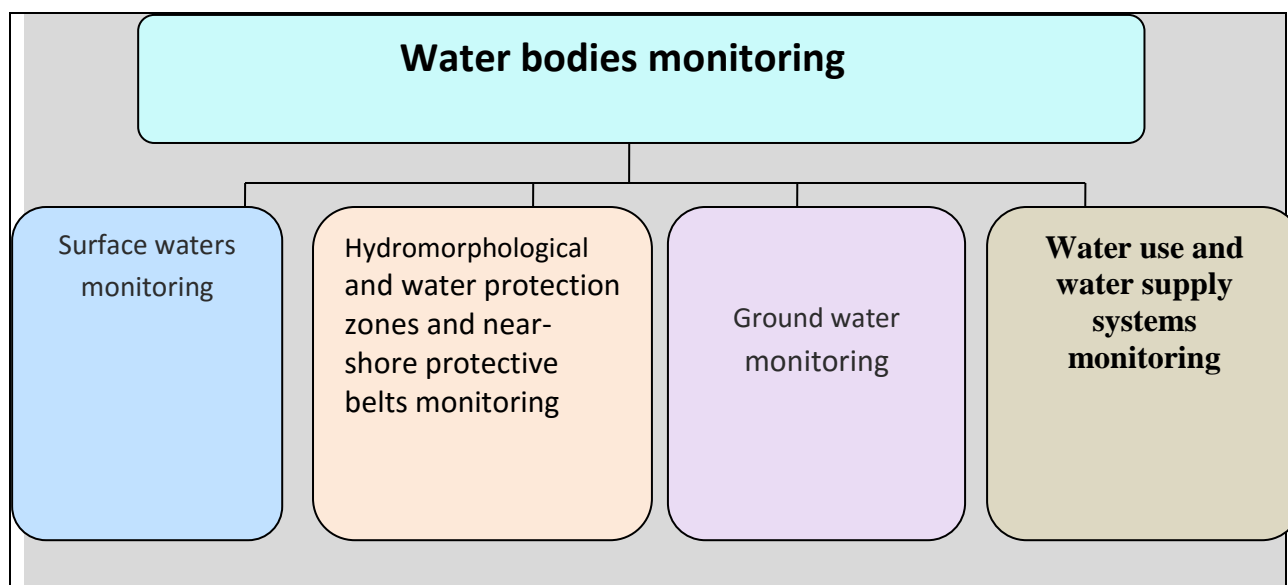 Water bodies monitoring
Surface waters
monitoring
Hydromorphological
and water protection
zones and near-
shore protective
belts monitoring
Ground water
monitoring
Water use and
water supply
systems
monitoring